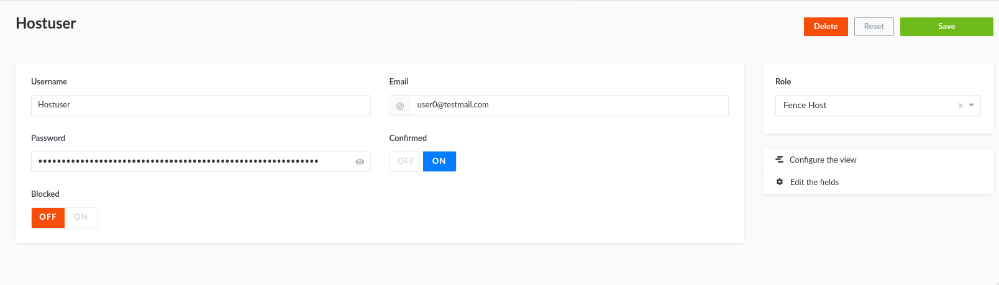 Hostuser
Delete
Reset
Save
Username
Hostuser
Email
@ user0@testmail.com
Password
••••••••••••••••••••••••••••••••••••••••••••••••••••••••••••
Confirmed
OFF ON
Blocked
OFF ON
Role
Fence Host
Configure the view
Edit the fields